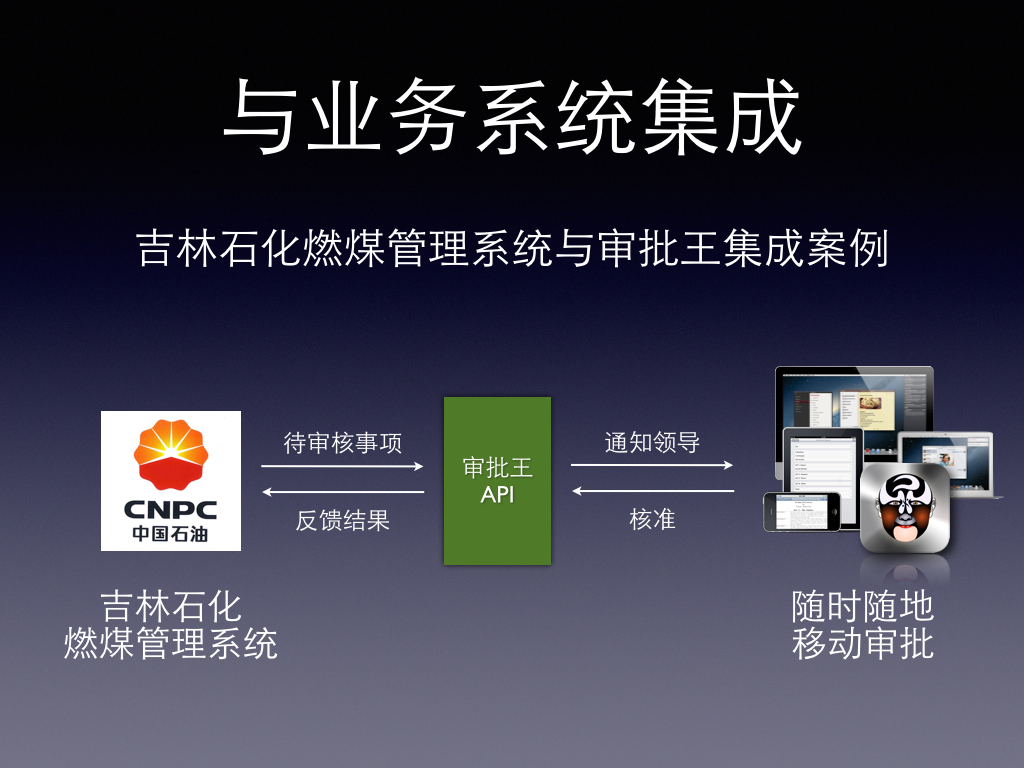 与业务系统集成
吉林石化燃煤管理系统与审批王集成案例
待审核事项
通知领导
审批王
API
CNPC
中国石油
反馈结果
核准
吉林石化
燃煤管理系统
随时随地
移动审批